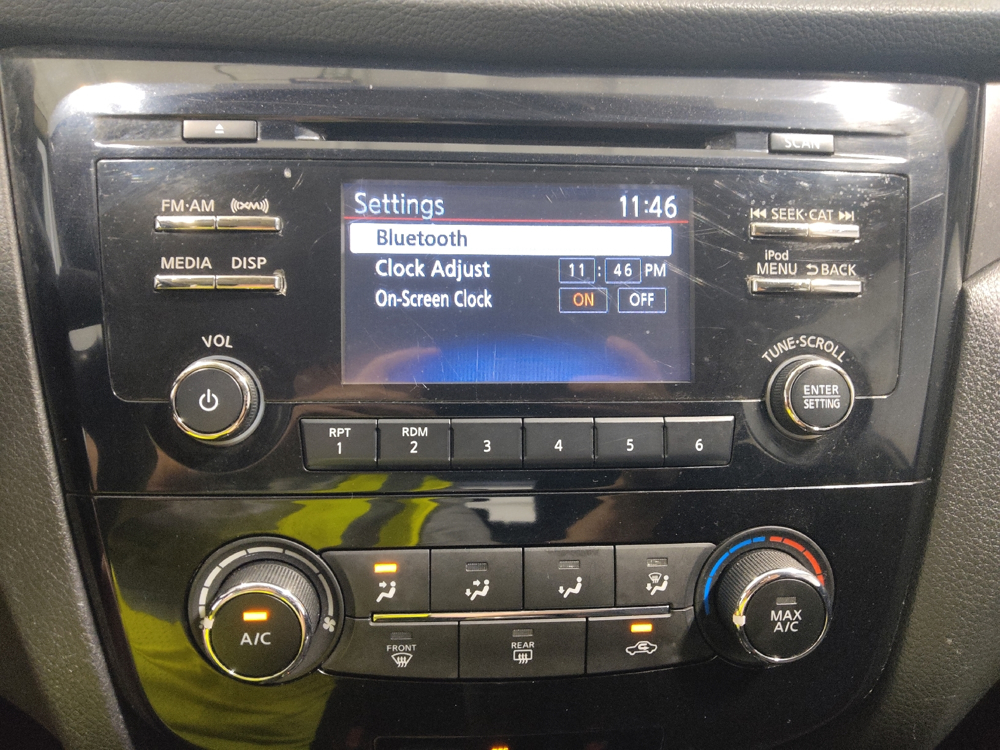 SCAN
FM·AM ((XM))
MEDIA DISP
VOL
Settings 11:46
Bluetooth
Clock Adjust 11 : 46 PM
On-Screen Clock ON OFF
SEEK·CAT
iPod
MENU BACK
TUNE·SCROLL
ENTER
SETTING
RPT
1
RDM
2
3
4
5
6
A/C
MAX
A/C
FRONT
REAR